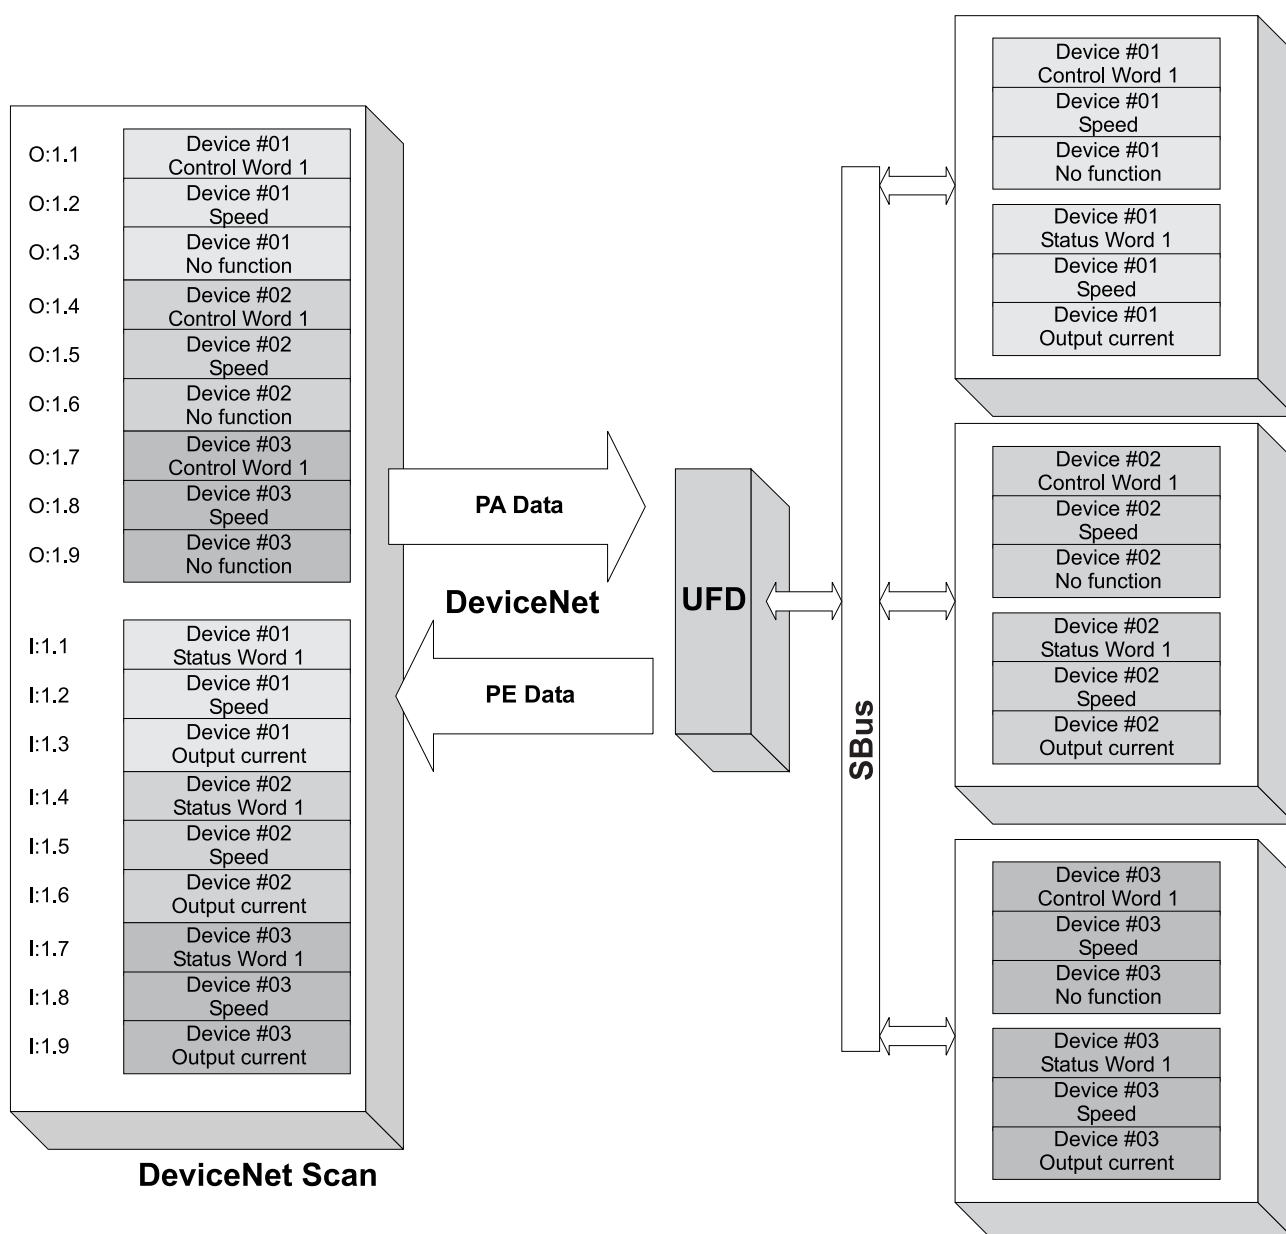 O:1.1
Device #01
Control Word 1
O:1.2
Device #01
Speed
O:1.3
Device #01
No function
O:1.4
Device #02
Control Word 1
O:1.5
Device #02
Speed
O:1.6
Device #02
No function
O:1.7
Device #03
Control Word 1
O:1.8
Device #03
Speed
O:1.9
Device #03
No function
I:1.1
Device #01
Status Word 1
I:1.2
Device #01
Speed
I:1.3
Device #01
Output current
I:1.4
Device #02
Status Word 1
I:1.5
Device #02
Speed
I:1.6
Device #02
Output current
I:1.7
Device #03
Status Word 1
I:1.8
Device #03
Speed
I:1.9
Device #03
Output current
DeviceNet Scan
PA Data
DeviceNet
PE Data
UFD
SBus
Device #01
Control Word 1
Device #01
Speed
Device #01
No function
Device #01
Status Word 1
Device #01
Speed
Device #01
Output current
Device #02
Control Word 1
Device #02
Speed
Device #02
No function
Device #02
Status Word 1
Device #02
Speed
Device #02
Output current
Device #03
Control Word 1
Device #03
Speed
Device #03
No function
Device #03
Status Word 1
Device #03
Speed
Device #03
Output current